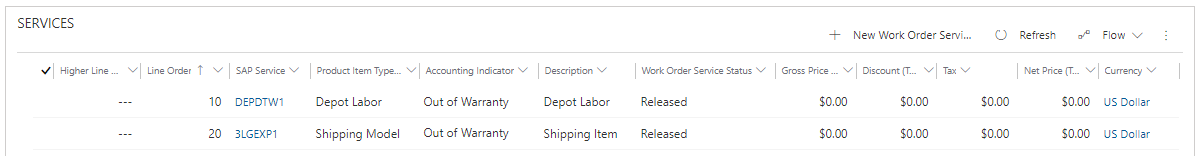 SERVICES
New Work Order Servi... Refresh Flow
Higher Line ... Line Order SAP Service Product Item Type... Accounting Indicator Description Work Order Service Status Gross Price ... Discount (T... Tax Net Price (T... Currency
--- 10 DEPDTW1 Depot Labor Out of Warranty Depot Labor Released $0.00 $0.00 $0.00 $0.00 US Dollar
--- 20 3LGEXP1 Shipping Model Out of Warranty Shipping Item Released $0.00 $0.00 $0.00 $0.00 US Dollar